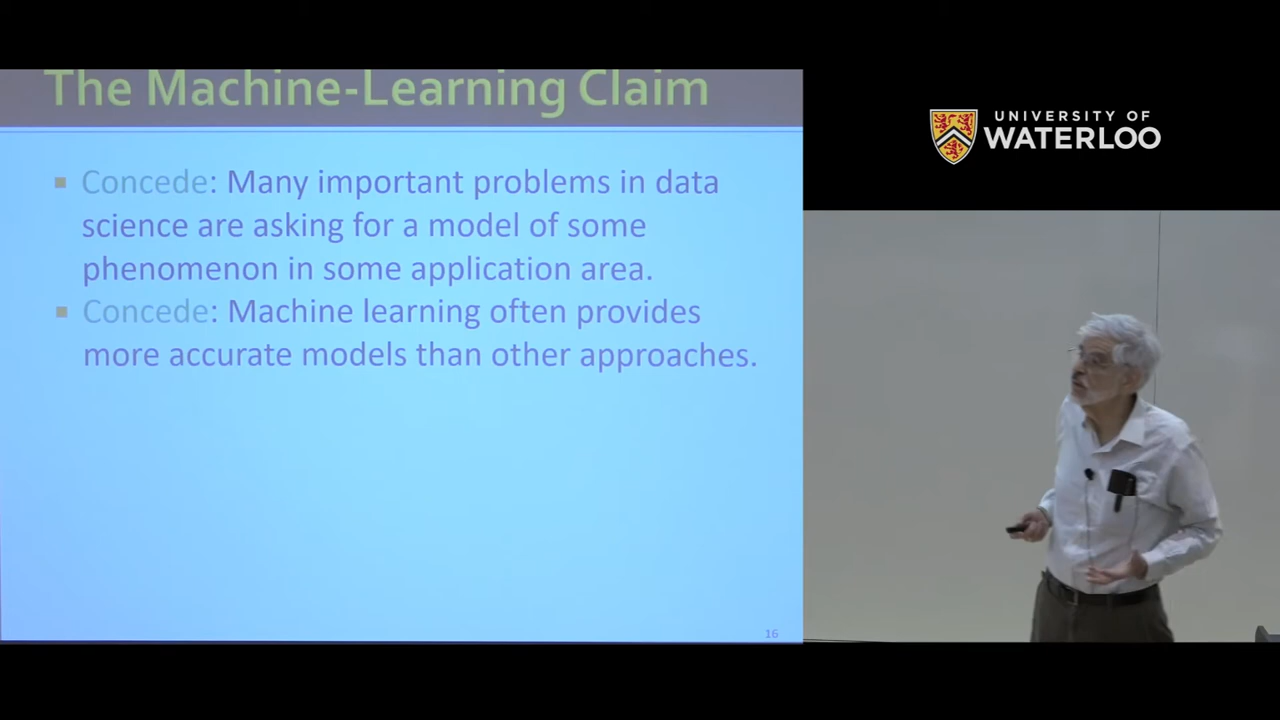 The Machine-Learning Claim
UNIVERSITY OF
WATERLOO
▪ Concede: Many important problems in data
science are asking for a model of some
phenomenon in some application area.
▪ Concede: Machine learning often provides
more accurate models than other approaches.
16